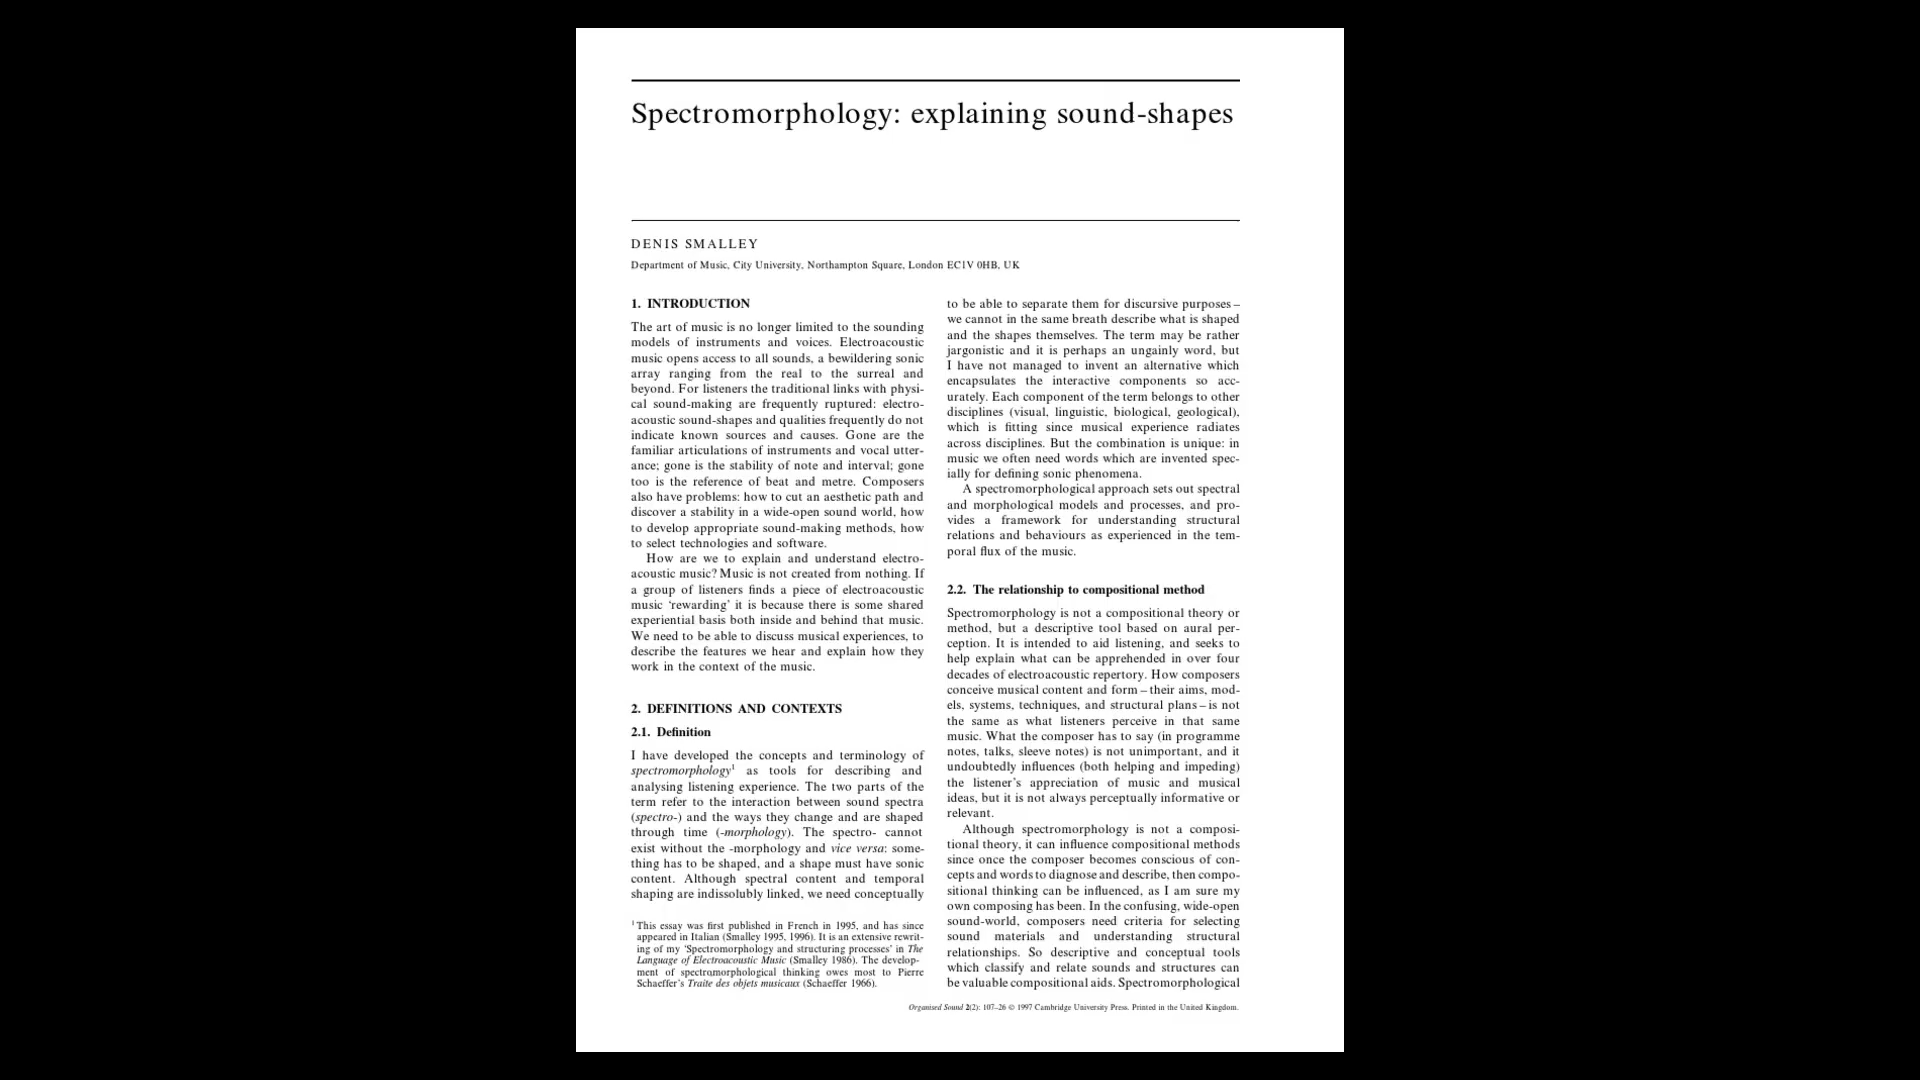 Spectromorphology: explaining sound-shapes
DENIS SMALLEY
Department of Music, City University, Northampton Square, London EC1V 0HB, UK
1. INTRODUCTION
The art of music is no longer limited to the sounding
models of instruments and voices. Electroacoustic
music opens access to all sounds, a bewildering sonic
array ranging from the real to the surreal and
beyond. For listeners the traditional links with physi-
cal sound-making are frequently ruptured: electro-
acoustic sound-shapes and qualities frequently do not
indicate known sources and causes. Gone are the
familiar articulations of instruments and vocal utter-
ance; gone is the stability of note and interval; gone
too is the reference of beat and metre. Composers
also have problems: how to cut an aesthetic path and
discover a stability in a wide-open sound world, how
to develop appropriate sound-making methods, how
to select technologies and software.
How are we to explain and understand electro-
acoustic music? Music is not created from nothing. If
a group of listeners finds a piece of electroacoustic
music ‘rewarding’ it is because there is some shared
experiential basis both inside and behind that music.
We need to be able to discuss musical experiences, to
describe the features we hear and explain how they
work in the context of the music.
2. DEFINITIONS AND CONTEXTS
2.1. Definition
I have developed the concepts and terminology of
spectromorphology¹ as tools for describing and
analysing listening experience. The two parts of the
term refer to the interaction between sound spectra
(spectro-) and the ways they change and are shaped
through time (-morphology). The spectro- cannot
exist without the -morphology and vice versa: some-
thing has to be shaped, and a shape must have sonic
content. Although spectral content and temporal
shaping are indissolubly linked, we need conceptually
¹ This essay was first published in French in 1995, and has since
appeared in Italian (Smalley 1995, 1996). It is an extensive rewrit-
ing of my ‘Spectromorphology and structuring processes’ in The
Language of Electroacoustic Music (Smalley 1986). The develop-
ment of spectromorphological thinking owes most to Pierre
Schaeffer’s Traite des objets musicaux (Schaeffer 1966).
to be able to separate them for discursive purposes –
we cannot in the same breath describe what is shaped
and the shapes themselves. The term may be rather
jargonistic and it is perhaps an ungainly word, but
I have not managed to invent an alternative which
encapsulates the interactive components so acc-
urately. Each component of the term belongs to other
disciplines (visual, linguistic, biological, geological),
which is fitting since musical experience radiates
across disciplines. But the combination is unique: in
music we often need words which are invented spec-
ially for defining sonic phenomena.
A spectromorphological approach sets out spectral
and morphological models and processes, and pro-
vides a framework for understanding structural
relations and behaviours as experienced in the tem-
poral flux of the music.
2.2. The relationship to compositional method
Spectromorphology is not a compositional theory or
method, but a descriptive tool based on aural per-
ception. It is intended to aid listening, and seeks to
help explain what can be apprehended in over four
decades of electroacoustic repertory. How composers
conceive musical content and form – their aims, mod-
els, systems, techniques, and structural plans – is not
the same as what listeners perceive in that same
music. What the composer has to say (in programme
notes, talks, sleeve notes) is not unimportant, and it
undoubtedly influences (both helping and impeding)
the listener’s appreciation of music and musical
ideas, but it is not always perceptually informative or
relevant.
Although spectromorphology is not a composi-
tional theory, it can influence compositional methods
since once the composer becomes conscious of con-
cepts and words to diagnose and describe, then compo-
sitional thinking can be influenced, as I am sure my
own composing has been. In the confusing, wide-open
sound-world, composers need criteria for selecting
sound materials and understanding structural
relationships. So descriptive and conceptual tools
which classify and relate sounds and structures can
be valuable compositional aids. Spectromorphological
Organised Sound 2(2): 107–26 © 1997 Cambridge University Press. Printed in the United Kingdom.